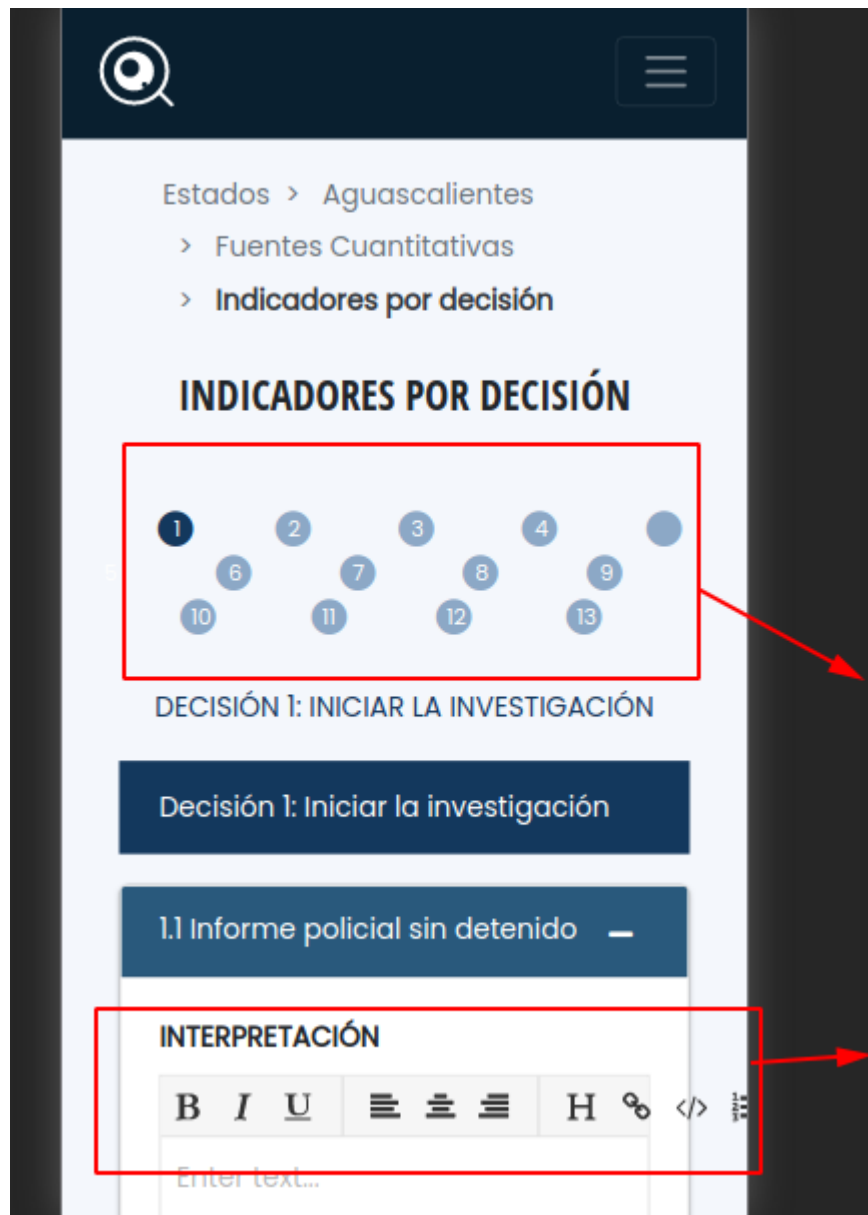 Estados > Aguascalientes
> Fuentes Cuantitativas
> Indicadores por decisión
INDICADORES POR DECISIÓN
1 2 3 4
5 6 7 8 9
10 11 12 13
DECISIÓN 1: INICIAR LA INVESTIGACIÓN
Decisión 1: Iniciar la investigación
1.1 Informe policial sin detenido
INTERPRETACIÓN
B I U H </>
Enter text...